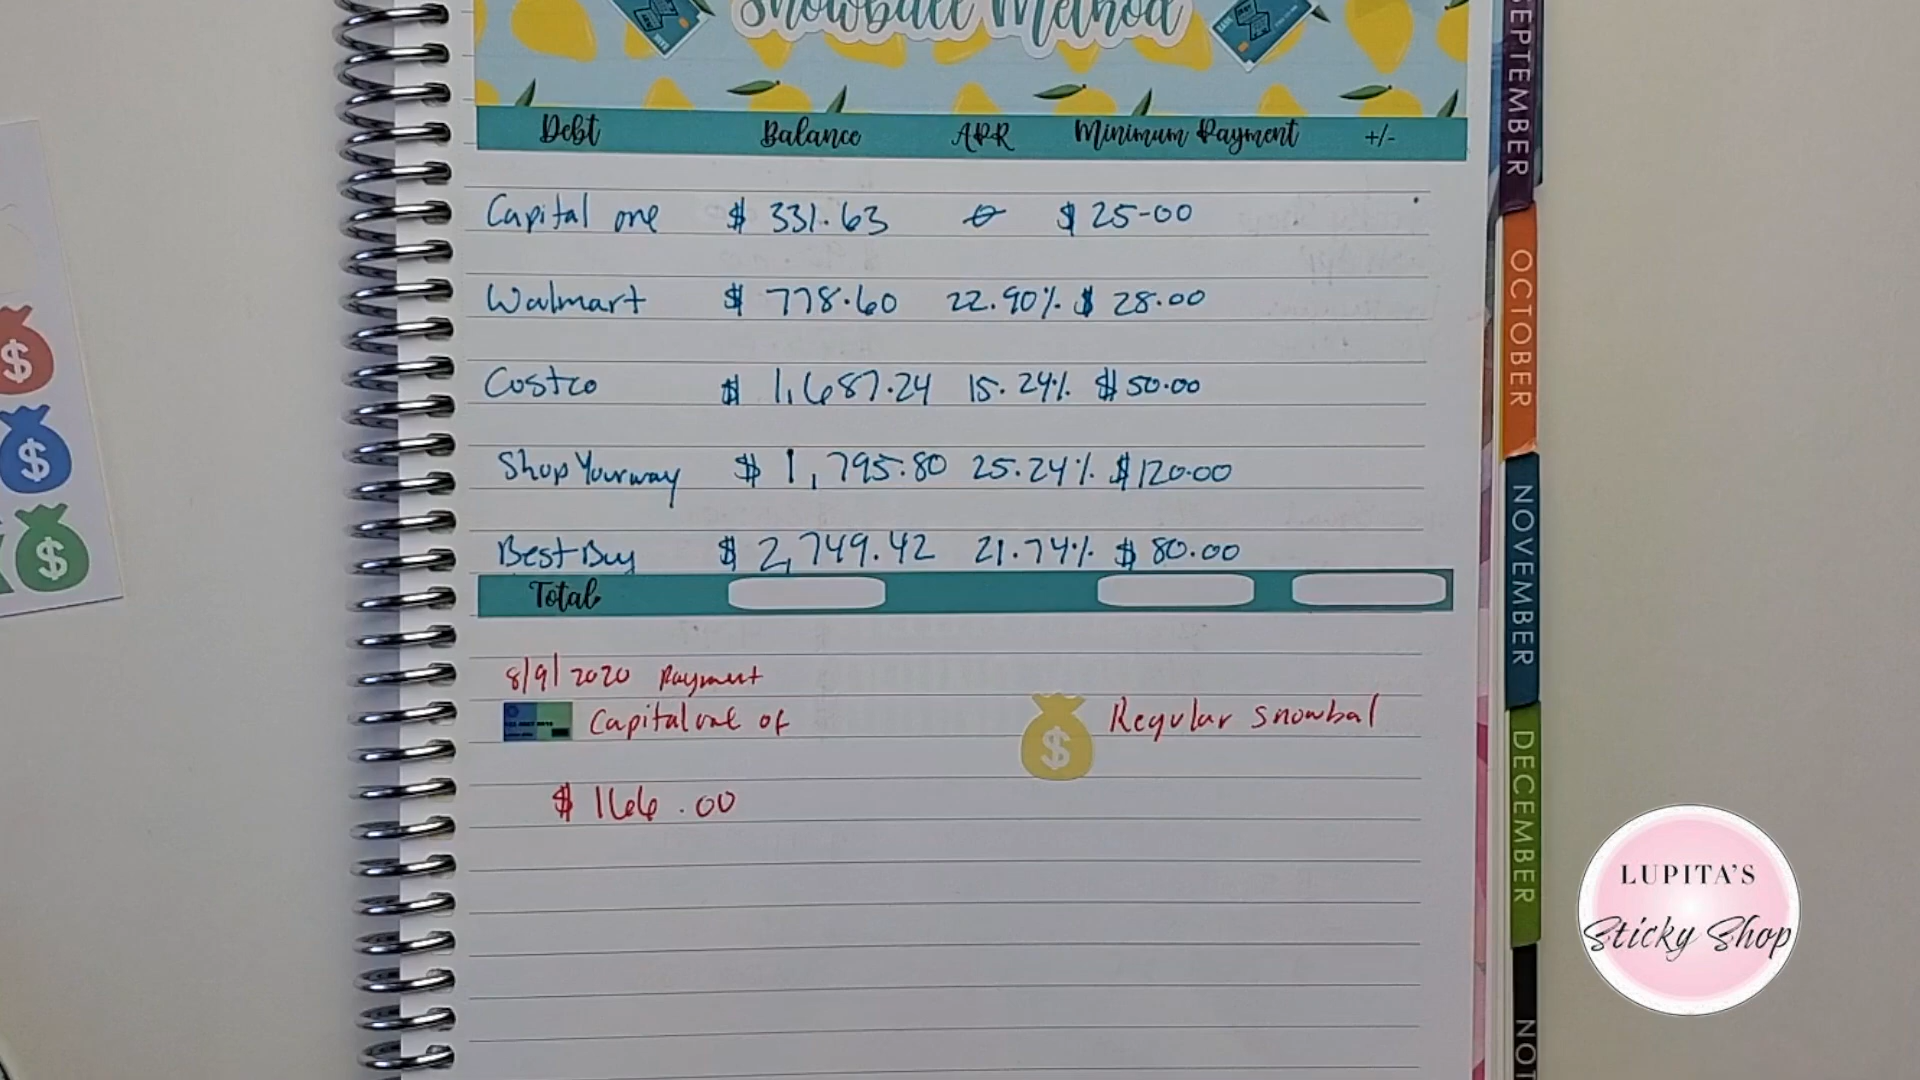 Snowball Method
Debt Balance APR Minimum Payment +/-
Capital one $ 331.63 0 $ 25-00
Walmart $ 778.60 22.90% $ 28.00
Costco $ 1,687.24 15.24% $ 50.00
Shop Yourway $ 1,795.80 25.24% $120.00
Best Buy $ 2,749.42 21.74% $ 80.00
Total
8/9/2020 Payment
Capital one of
$ 166.00
Regular snowbal
SEPTEMBER
OCTOBER
NOVEMBER
DECEMBER
LUPITA'S
Sticky Shop